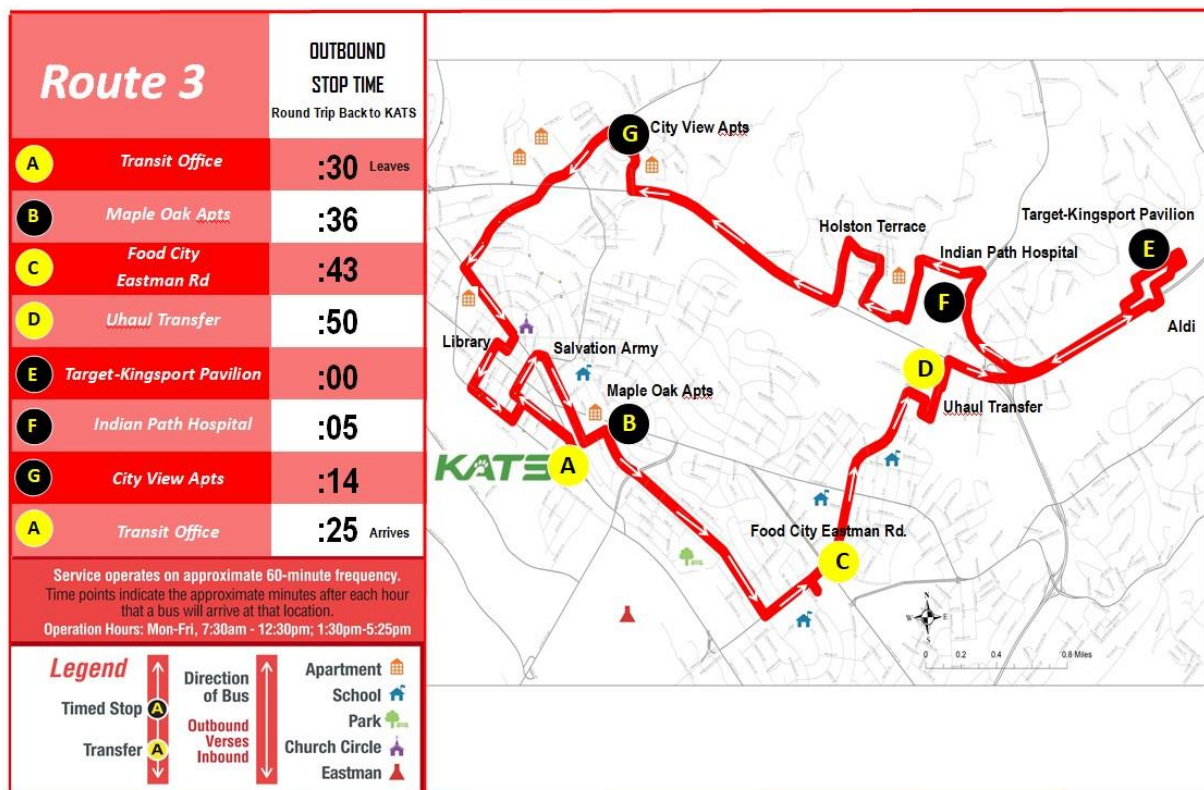 Route 3
OUTBOUND
STOP TIME
Round Trip Back to KATS
A Transit Office :30 Leaves
B Maple Oak Apts :36
C Food City
Eastman Rd :43
D Uhaul Transfer :50
E Target-Kingsport Pavilion :00
F Indian Path Hospital :05
G City View Apts :14
A Transit Office :25 Arrives
Service operates on approximate 60-minute frequency.
Time points indicate the approximate minutes after each hour
that a bus will arrive at that location.
Operation Hours: Mon-Fri, 7:30am - 12:30pm; 1:30pm-5:25pm
Legend
Timed Stop A
Transfer A
Direction
of Bus
Outbound
Verses
Inbound
Apartment
School
Park
Church Circle
Eastman
G City View Apts
Target-Kingsport Pavilion
E
Holston Terrace
Indian Path Hospital
F
Aldi
Library
Salvation Army
D
Maple Oak Apts
Uhaul Transfer
B
KATS A
Food City Eastman Rd.
C
N
W E
S
0 0.2 0.4 0.8 Miles